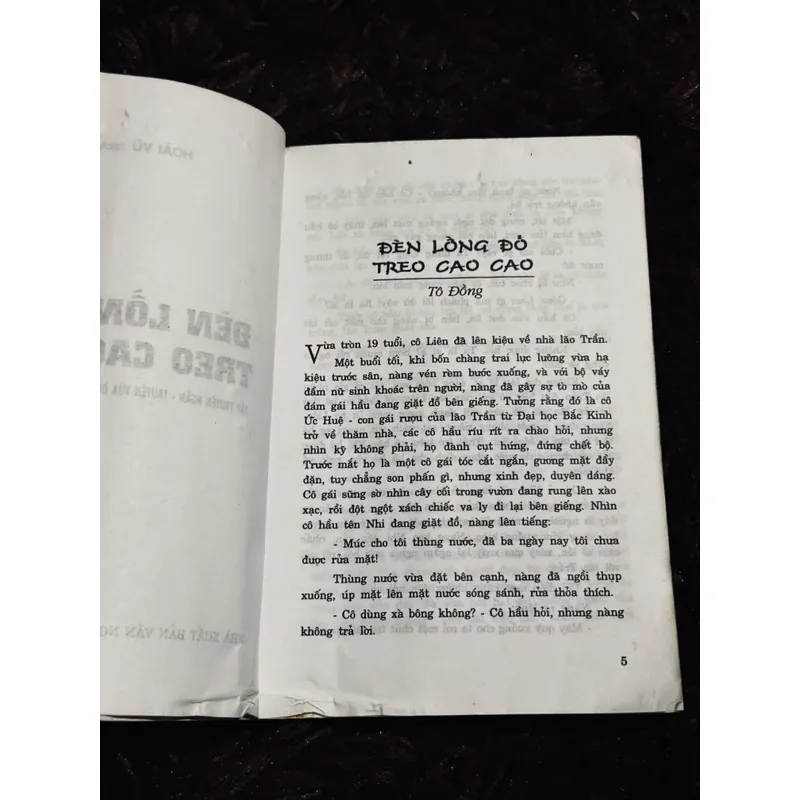 ĐÈN LỒNG ĐỎ
TREO CAO CAO
Tô Đồng
Vừa tròn 19 tuổi, cô Liên đã lên kiệu về nhà lão Trần.
Một buổi tối, khi bốn chàng trai lực lưỡng vừa hạ
kiệu trước sân, nàng vén rèm bước xuống, và với bộ váy
đầm nữ sinh khoác trên người, nàng đã gây sự tò mò của
đám gái hầu đang giặt đồ bên giếng. Tưởng rằng đó là cô
Ức Huệ - con gái rượu của lão Trần từ Đại học Bắc Kinh
trở về thăm nhà, các cô hầu ríu rít ra chào hỏi, nhưng
nhìn kỹ không phải, họ đành cụt hứng, đứng chết bộ.
Trước mắt họ là một cô gái tóc cắt ngắn, gương mặt đầy
dặn, tuy chẳng son phấn gì, nhưng xinh đẹp, duyên dáng.
Cô gái sững sờ nhìn cây cối trong vườn đang rung lên xào
xạc, rồi đột ngột xách chiếc va ly đi lại bên giếng. Nhìn
cô hầu tên Nhi đang giặt đồ, nàng lên tiếng:
- Múc cho tôi thùng nước, đã ba ngày nay tôi chưa
được rửa mặt!
Thùng nước vừa đặt bên cạnh, nàng đã ngồi thụp
xuống, úp mặt lên mặt nước sóng sánh, rửa thỏa thích.
- Cô dùng xà bông không? - Cô hầu hỏi, nhưng nàng
không trả lời.
5